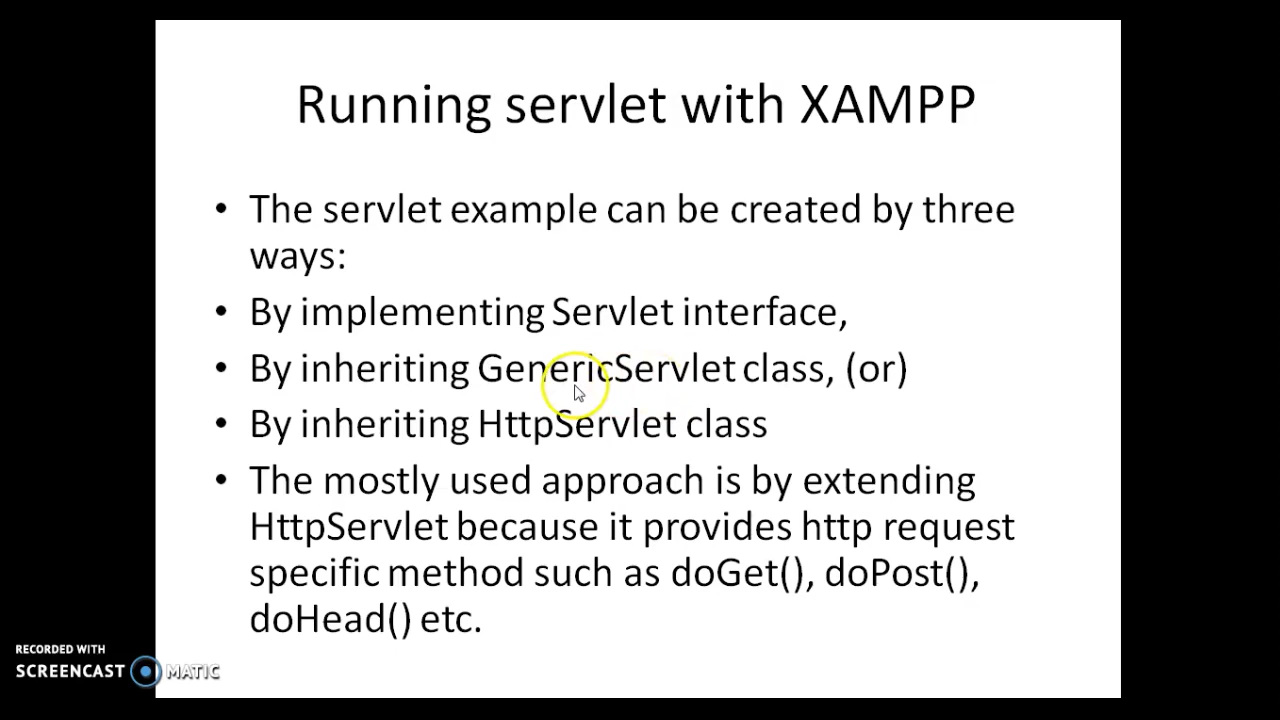 Running servlet with XAMPP
• The servlet example can be created by three
ways:
• By implementing Servlet interface,
• By inheriting GenericServlet class, (or)
• By inheriting HttpServlet class
• The mostly used approach is by extending
HttpServlet because it provides http request
specific method such as doGet(), doPost(),
doHead() etc.
RECORDED WITH
SCREENCAST MATIC